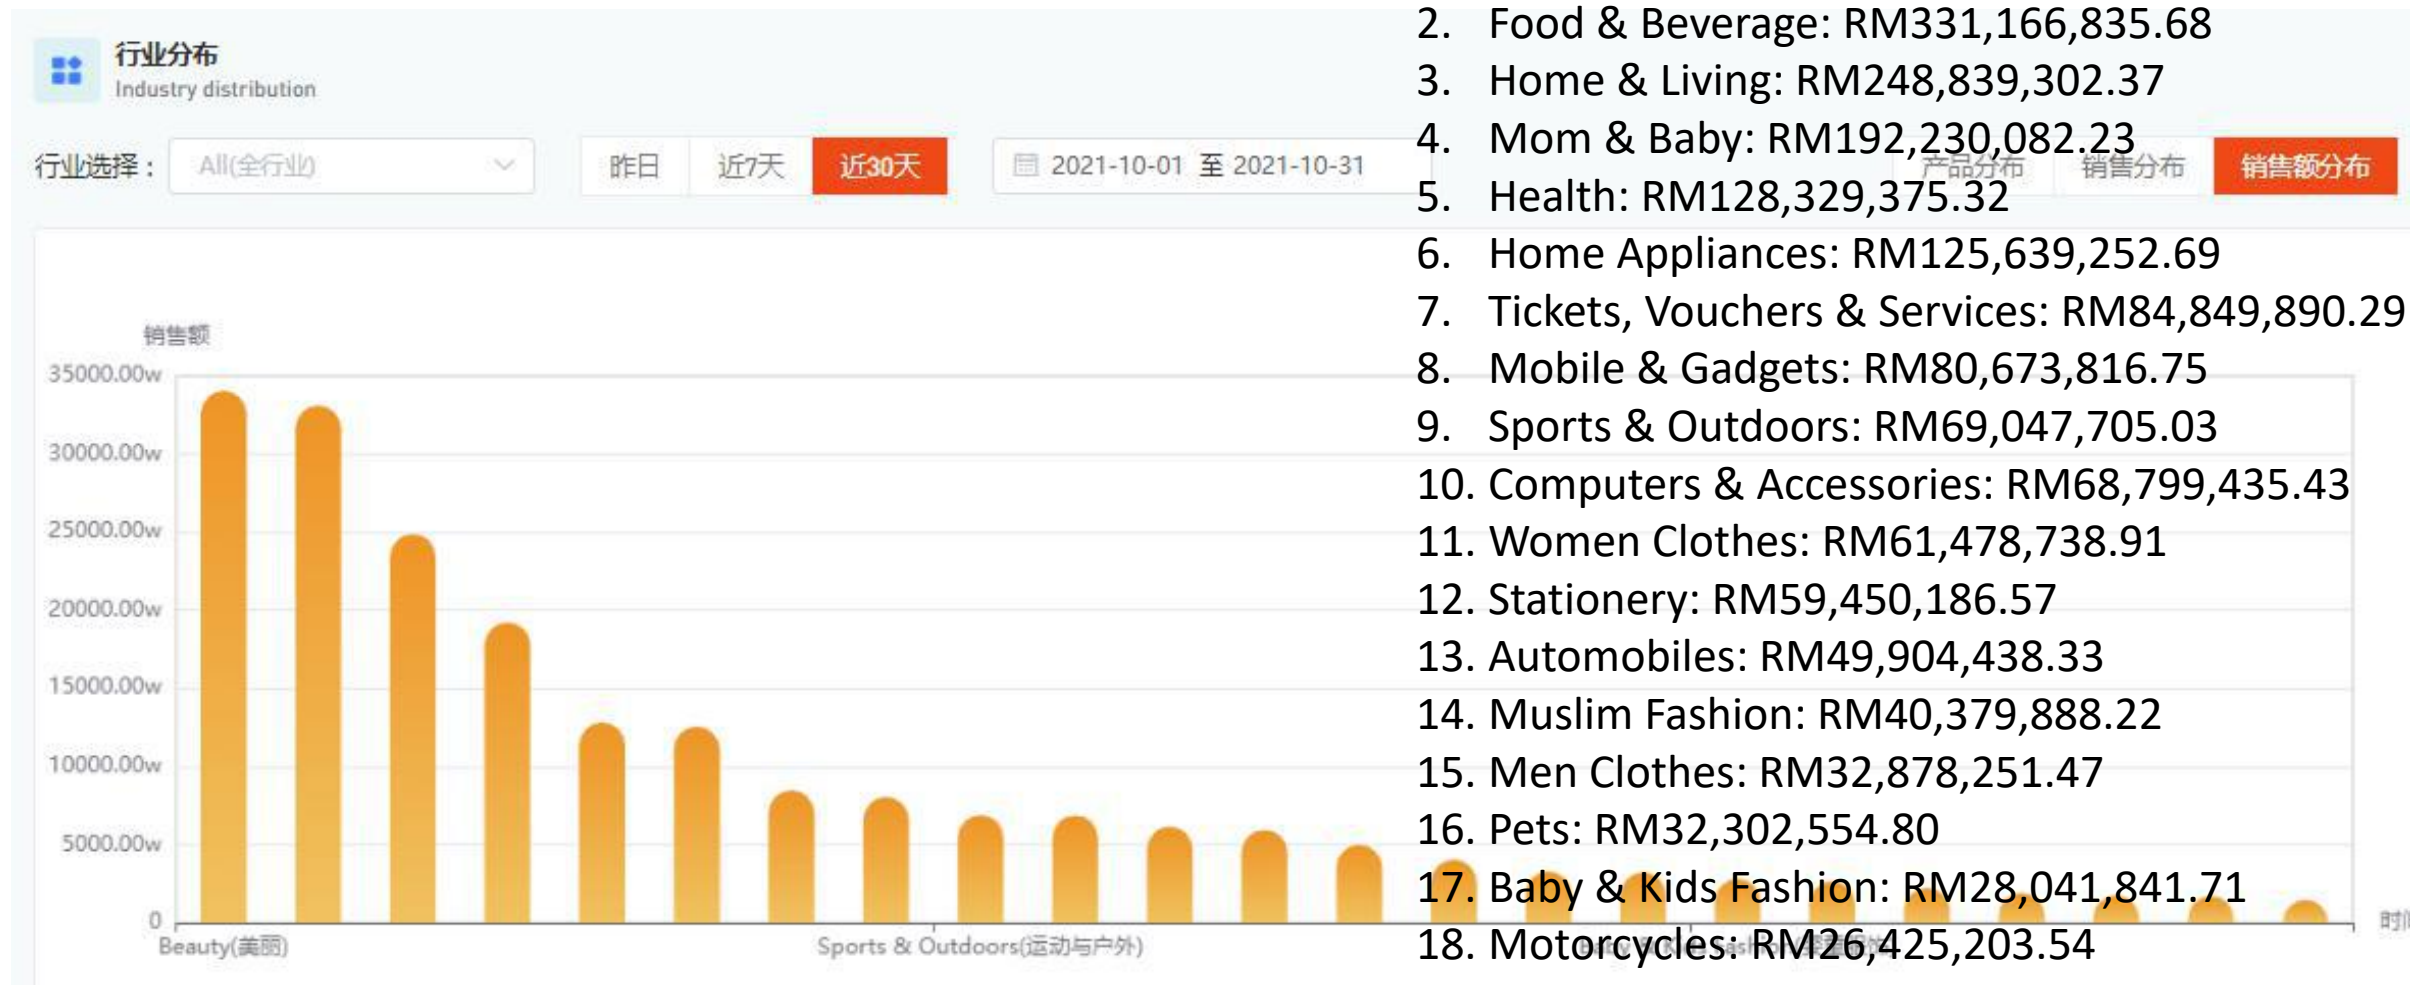 行业分布
Industry distribution
行业选择：
All(全行业)
昨日
近7天
近30天
2021-10-01 至 2021-10-31
产品分布
销售分布
销售额分布
2. Food & Beverage: RM331,166,835.68
3. Home & Living: RM248,839,302.37
4. Mom & Baby: RM192,230,082.23
5. Health: RM128,329,375.32
6. Home Appliances: RM125,639,252.69
7. Tickets, Vouchers & Services: RM84,849,890.29
8. Mobile & Gadgets: RM80,673,816.75
9. Sports & Outdoors: RM69,047,705.03
10. Computers & Accessories: RM68,799,435.43
11. Women Clothes: RM61,478,738.91
12. Stationery: RM59,450,186.57
13. Automobiles: RM49,904,438.33
14. Muslim Fashion: RM40,379,888.22
15. Men Clothes: RM32,878,251.47
16. Pets: RM32,302,554.80
17. Baby & Kids Fashion: RM28,041,841.71
18. Motorcycles: RM26,425,203.54
销售额
35000.00w
30000.00w
25000.00w
20000.00w
15000.00w
10000.00w
5000.00w
0
Beauty(美丽)
Sports & Outdoors(运动与户外)
时